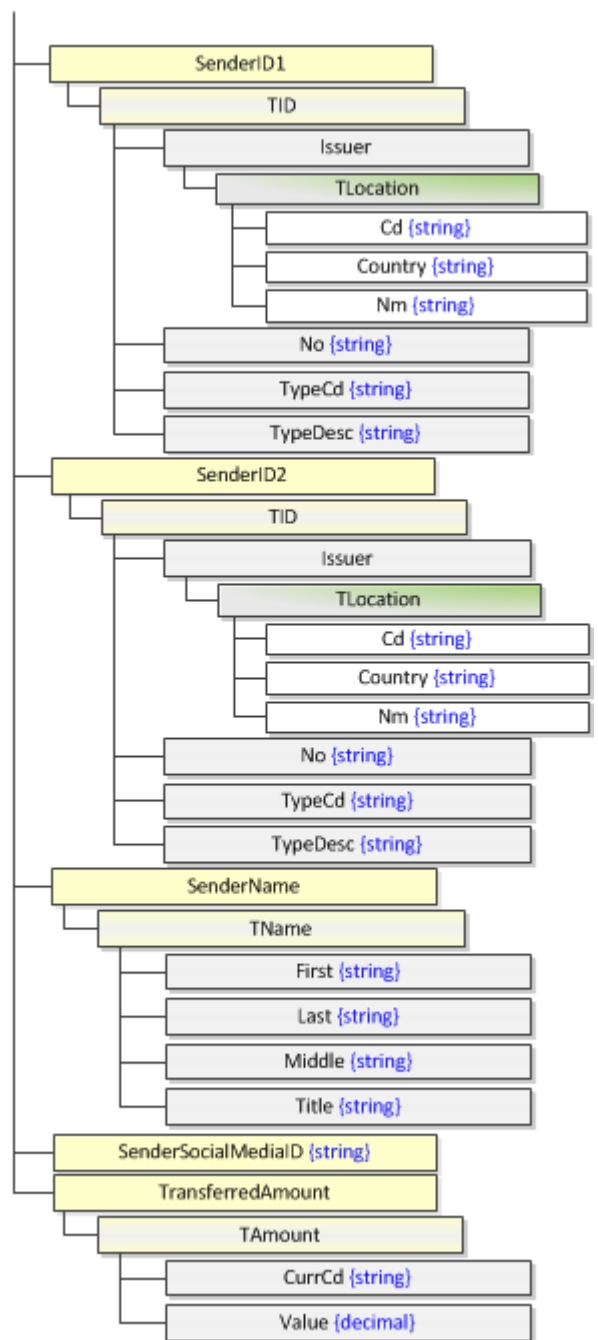 SenderID1
TID
Issuer
TLocation
Cd {string}
Country {string}
Nm {string}
No {string}
TypeCd {string}
TypeDesc {string}
SenderID2
TID
Issuer
TLocation
Cd {string}
Country {string}
Nm {string}
No {string}
TypeCd {string}
TypeDesc {string}
SenderName
TName
First {string}
Last {string}
Middle {string}
Title {string}
SenderSocialMediaID {string}
TransferredAmount
TAmount
CurrCd {string}
Value {decimal}